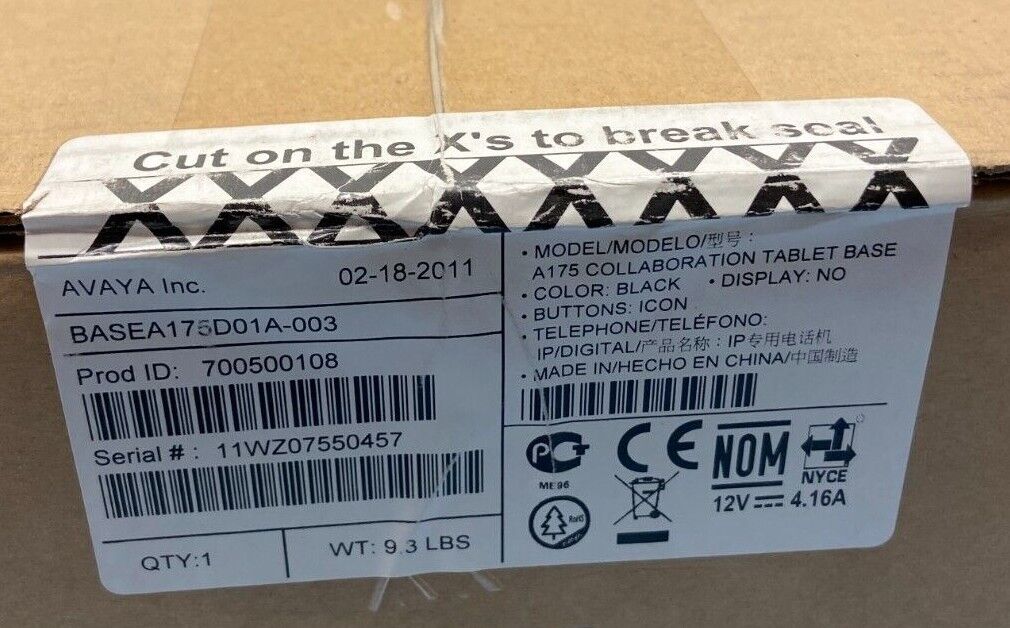 Cut on the X's to break seal
AVAYA Inc. 02-18-2011
BASEA175D01A-003
Prod ID: 700500108
Serial # : 11WZ07550457
QTY:1
WT: 9.3 LBS
• MODEL/MODELO/型号:
A175 COLLABORATION TABLET BASE
• COLOR: BLACK • DISPLAY: NO
• BUTTONS: ICON
• TELEPHONE/TELÉFONO:
IP/DIGITAL/产品名称: IP专用电话机
• MADE IN/HECHO EN CHINA/中国制造
ME96
CE
NOM
NYCE
12V 4.16A
RoHS